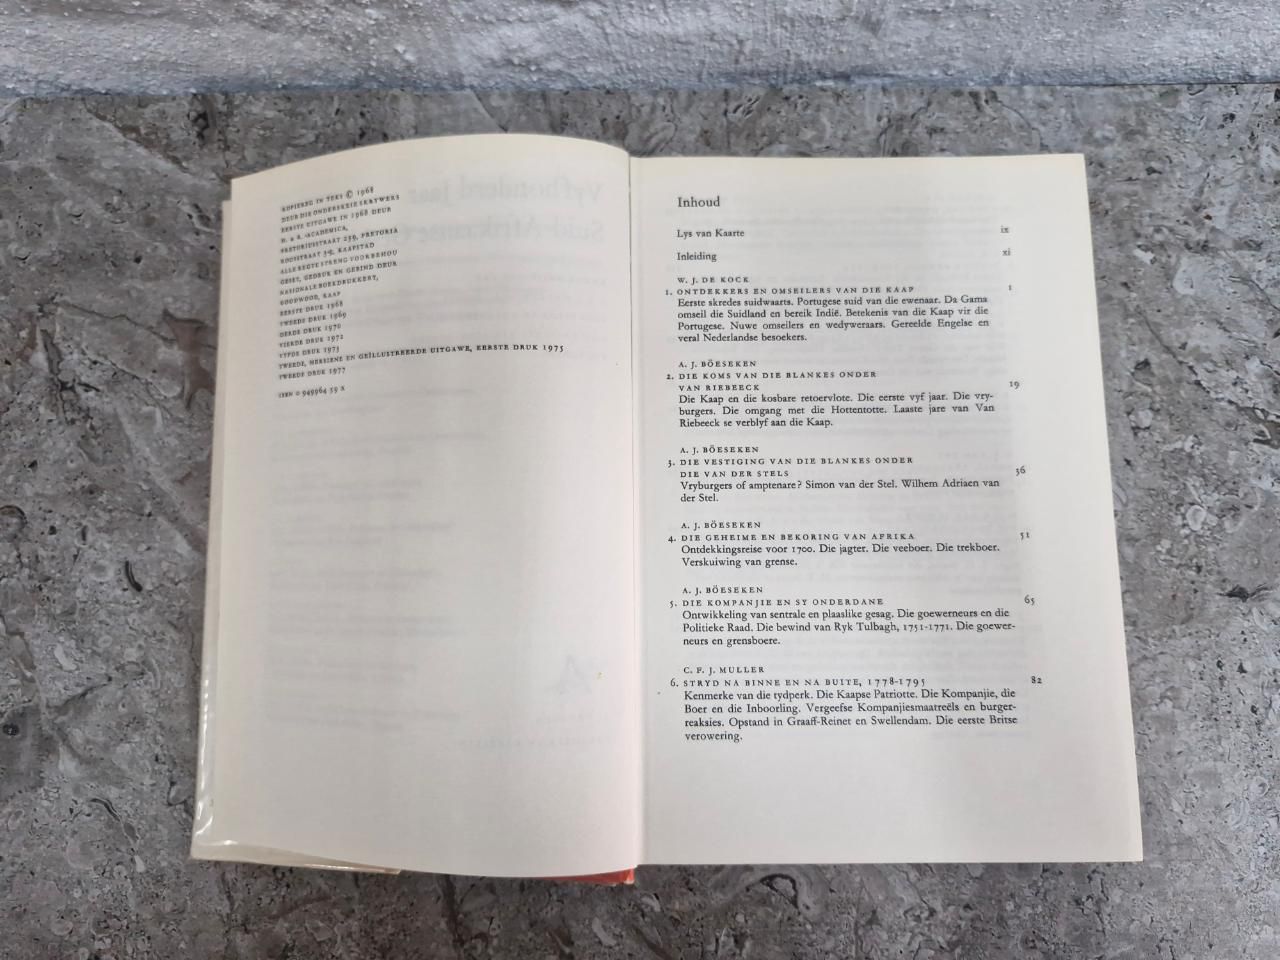 KOPIEREG IN TEKS © 1968
DEUR DIE ONDERSKEIE SKRYWERS
EERSTE UITGAWE IN 1968 DEUR
H. & R. -ACADEMICA,
PRETORIUSSTRAAT 239, PRETORIA
ROOSTRAAT 3-9, KAAPSTAD
ALLE REGTE STRENG VOORBEHOU
GESET, GEDRUK EN GEBIND DEUR
NASIONALE BOEKDRUKKERY,
GOODWOOD, KAAP
EERSTE DRUK 1968
TWEEDE DRUK 1969
DERDE DRUK 1970
VIERDE DRUK 1972
VYFDE DRUK 1973
TWEEDE, HERSIENE EN GEÏLLUSTREERDE UITGAWE, EERSTE DRUK 1975
TWEEDE DRUK 1977
ISBN 0 949964 59 X
Inhoud
Lys van Kaarte ix
Inleiding xi
W. J. DE KOCK
1. ONTDEKKERS EN OMSEILERS VAN DIE KAAP 1
Eerste skredes suidwaarts. Portugese suid van die ewenaar. Da Gama
omseil die Suidland en bereik Indië. Betekenis van die Kaap vir die
Portugese. Nuwe omseilers en wedyweraars. Gereelde Engelse en
veral Nederlandse besoekers.
A. J. BÖESEKEN
2. DIE KOMS VAN DIE BLANKES ONDER
VAN RIEBEECK 19
Die Kaap en die kosbare retoervlote. Die eerste vyf jaar. Die vry-
burgers. Die omgang met die Hottentotte. Laaste jare van Van
Riebeeck se verblyf aan die Kaap.
A. J. BÖESEKEN
3. DIE VESTIGING VAN DIE BLANKES ONDER
DIE VAN DER STELS 36
Vryburgers of amptenare? Simon van der Stel. Wilhem Adriaen van
der Stel.
A. J. BÖESEKEN
4. DIE GEHEIME EN BEKORING VAN AFRIKA 51
Ontdekkingsreise voor 1700. Die jagter. Die veeboer. Die trekboer.
Verskuiwing van grense.
A. J. BÖESEKEN
5. DIE KOMPANJIE EN SY ONDERDANE 65
Ontwikkeling van sentrale en plaaslike gesag. Die goewerneurs en die
Politieke Raad. Die bewind van Ryk Tulbagh, 1751-1771. Die goewer-
neurs en grensboere.
C. F. J. MULLER
6. STRYD NA BINNE EN NA BUITE, 1778-1795 82
Kenmerke van die tydperk. Die Kaapse Patriotte. Die Kompanjie, die
Boer en die Inboorling. Vergeefse Kompanjiesmaatreëls en burger-
reaksies. Opstand in Graaff-Reinet en Swellendam. Die eerste Britse
verowering.